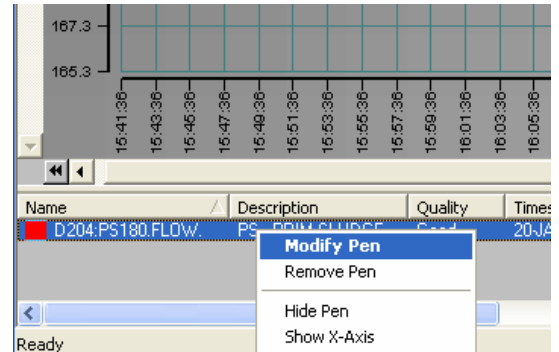 167.3
165.3
15:41:36 15:43:36 15:45:36 15:47:36 15:49:36 15:51:36 15:53:36 15:55:36 15:57:36 15:59:36 16:01:36 16:03:36 16:05:36
Name Description Quality Times
D204:PS180.FLOW. PS
20-JA
Modify Pen
Remove Pen
Hide Pen
Show X-Axis
Ready